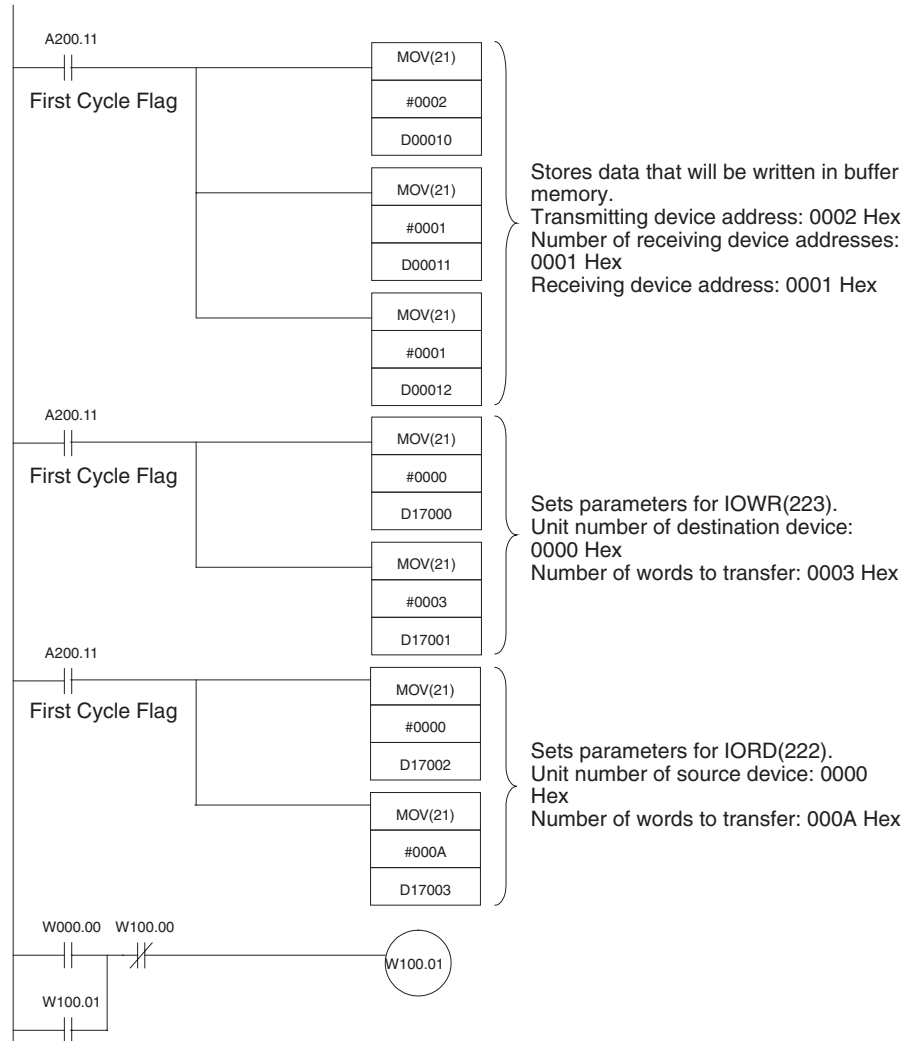 A200.11
First Cycle Flag
MOV(21)
#0002
D00010
MOV(21)
#0001
D00011
MOV(21)
#0001
D00012
Stores data that will be written in buffer
memory.
Transmitting device address: 0002 Hex
Number of receiving device addresses:
0001 Hex
Receiving device address: 0001 Hex
A200.11
First Cycle Flag
MOV(21)
#0000
D17000
MOV(21)
#0003
D17001
Sets parameters for IOWR(223).
Unit number of destination device:
0000 Hex
Number of words to transfer: 0003 Hex
A200.11
First Cycle Flag
MOV(21)
#0000
D17002
MOV(21)
#000A
D17003
Sets parameters for IORD(222).
Unit number of source device: 0000
Hex
Number of words to transfer: 000A Hex
W000.00 W100.00
W100.01
W100.01